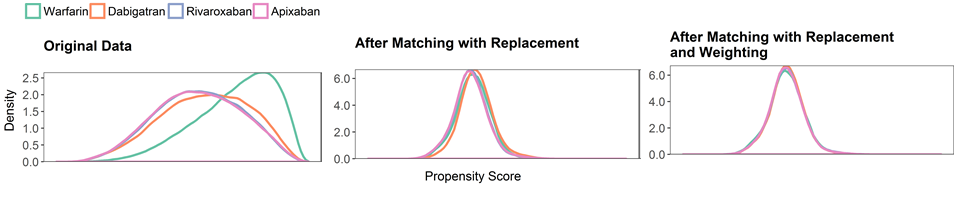 Warfarin Dabigatran Rivaroxaban Apixaban
Original Data
After Matching with Replacement
After Matching with Replacement
and Weighting
Density
2.5
2.0
1.5
1.0
0.5
0.0
6.0
4.0
2.0
0.0
6.0
4.0
2.0
0.0
Propensity Score